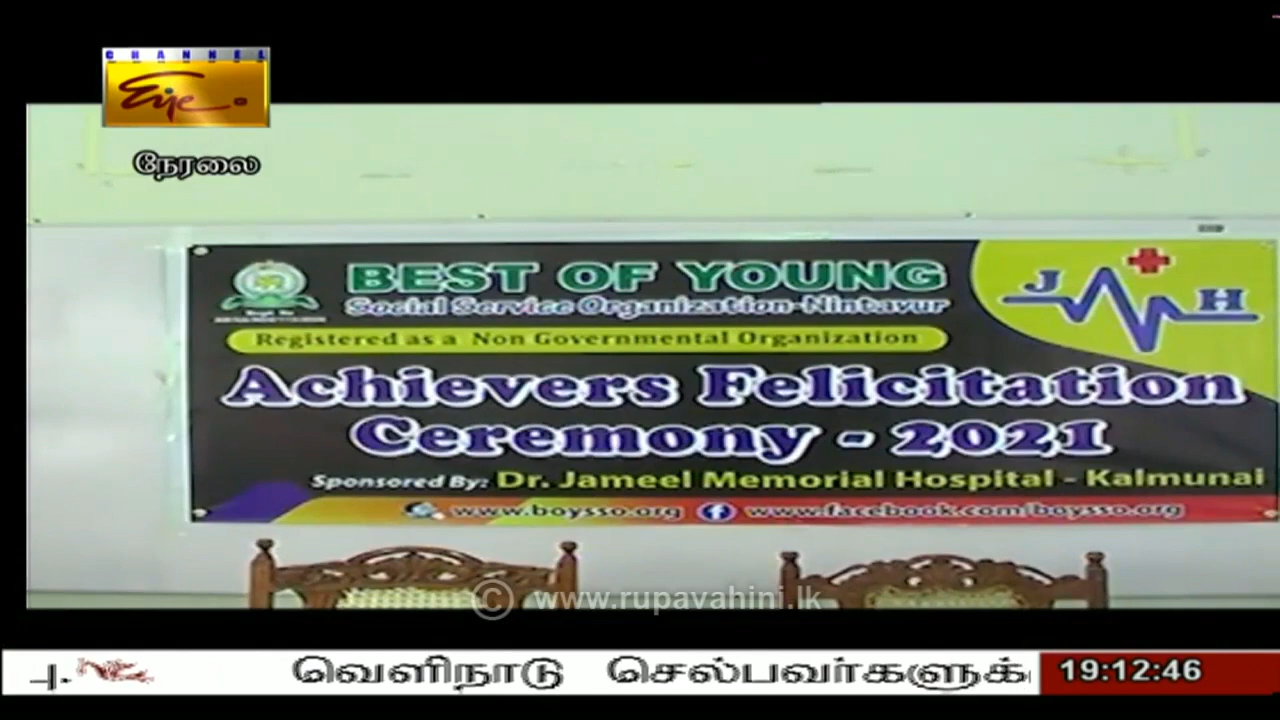 CHANNEL
Eye
நேரலை
BEST OF YOUNG
Social Service Organization-Nintavur
Registered as a Non Governmental Organization
J H
Achievers Felicitation
Ceremony - 2021
Sponsored By: Dr. Jameel Memorial Hospital - Kalmunai
www.boysso.org www.facebook.com/boysso.org
© www.rupavahini.lk
வெளிநாடு செல்பவர்களுக் 19:12:46